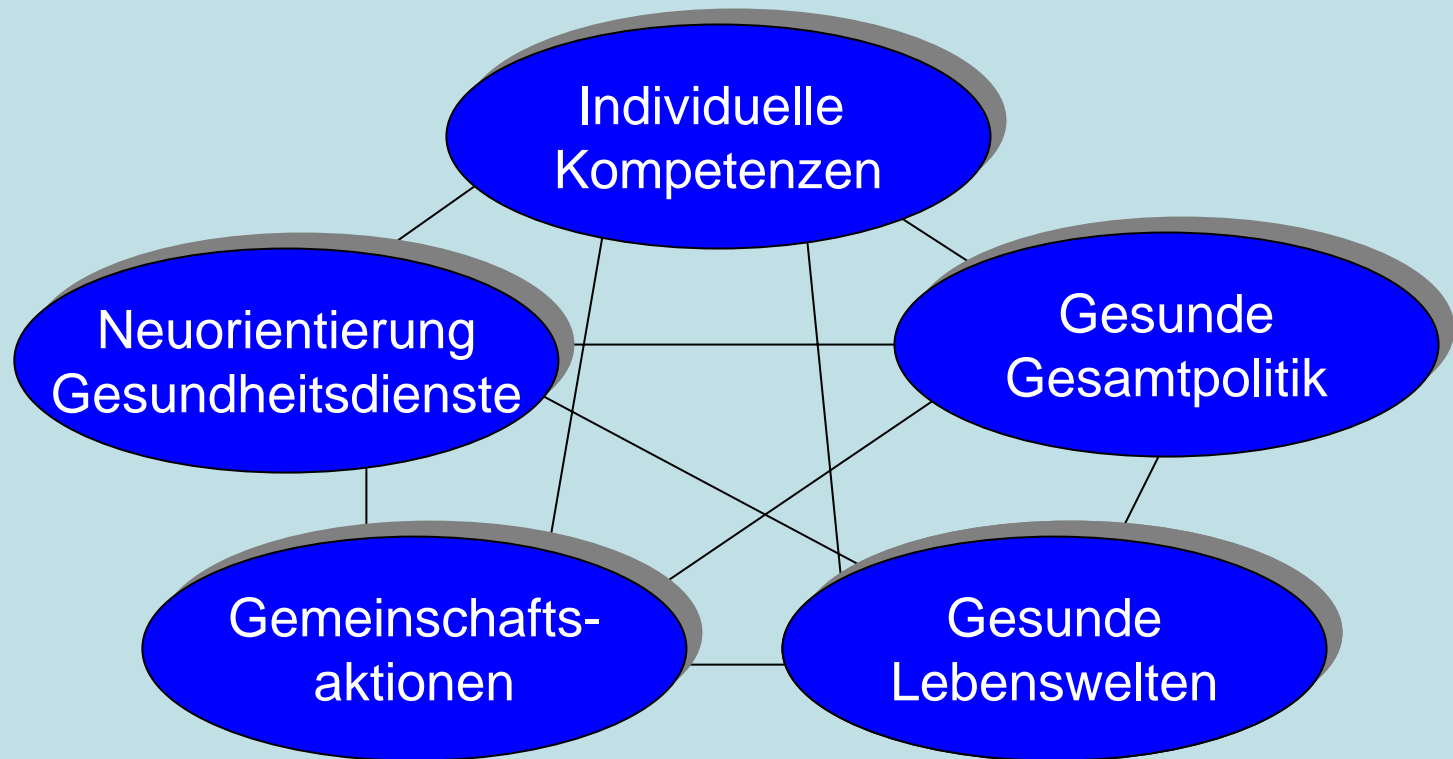 Individuelle
Kompetenzen
Neuorientierung
Gesundheitsdienste
Gesunde
Gesamtpolitik
Gemeinschafts-
aktionen
Gesunde
Lebenswelten